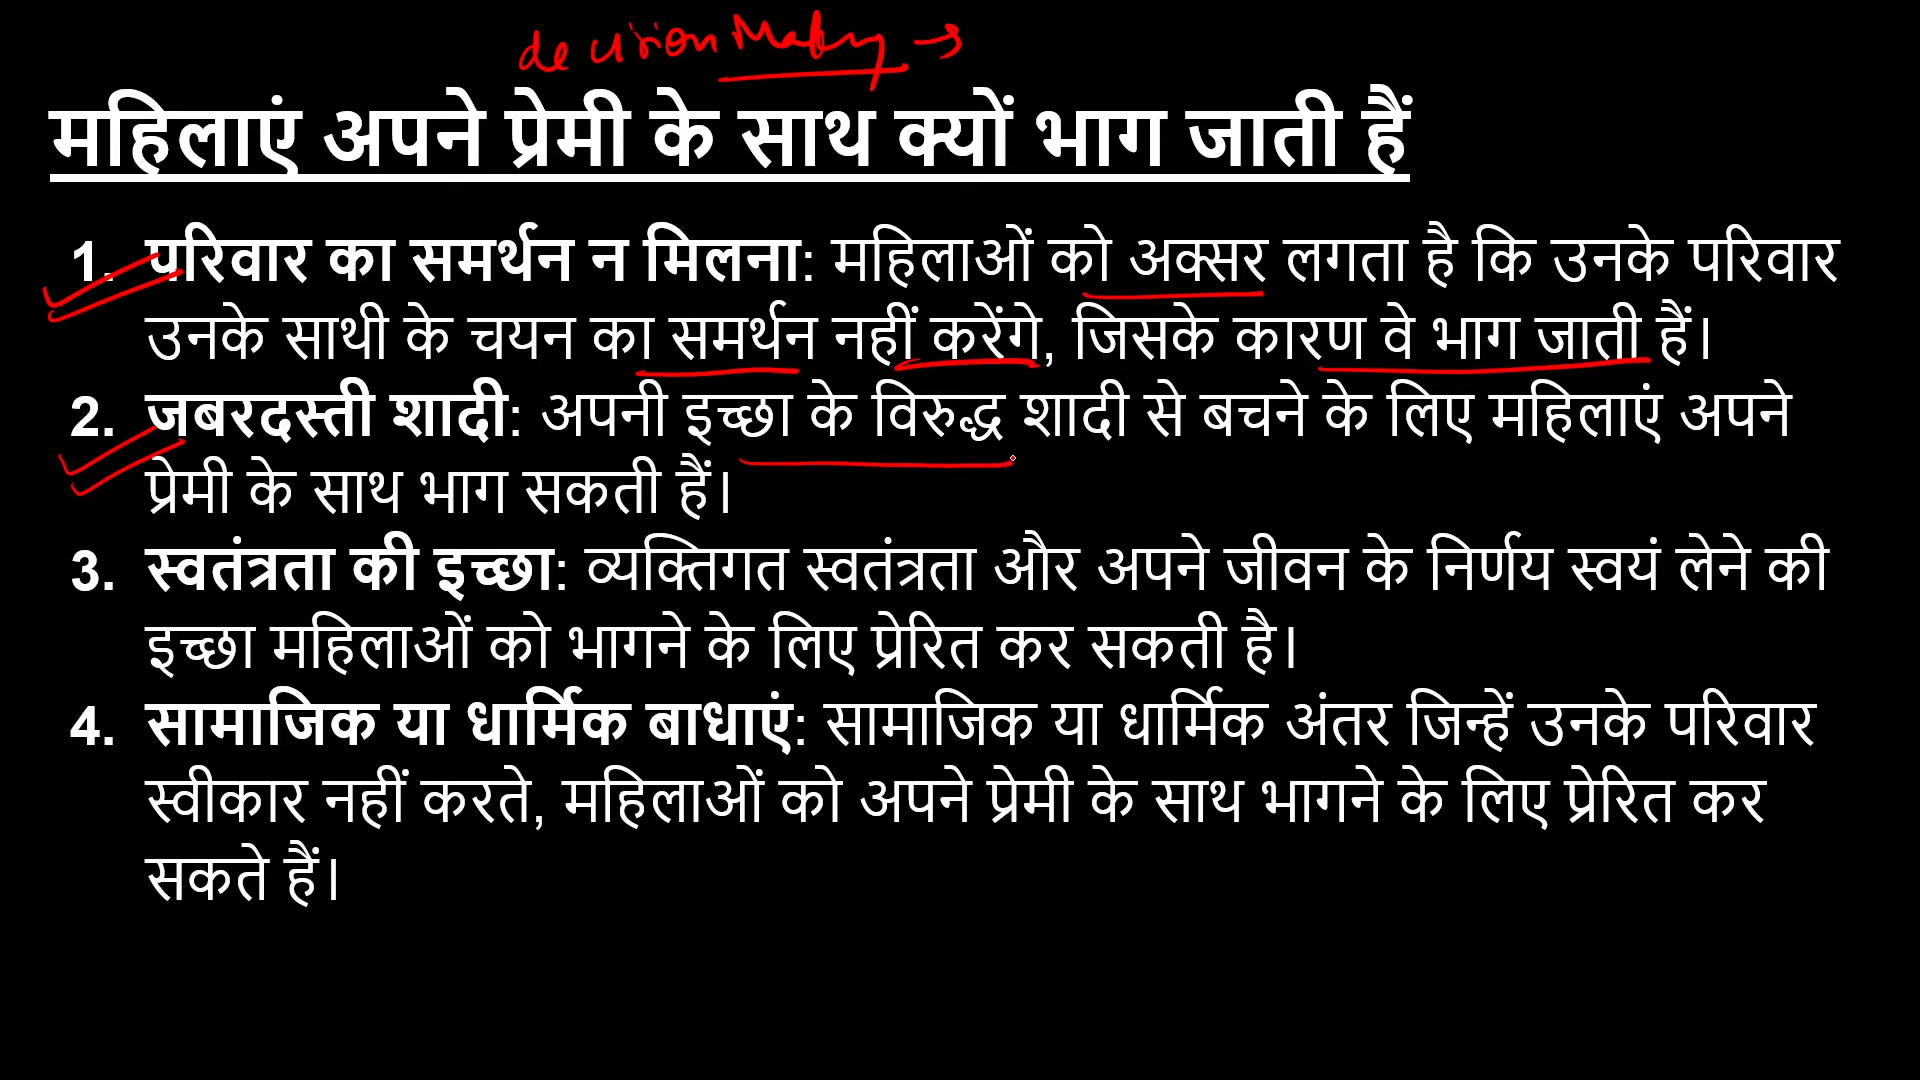 decision Making →
महिलाएं अपने प्रेमी के साथ क्यों भाग जाती हैं
1. परिवार का समर्थन न मिलना: महिलाओं को अक्सर लगता है कि उनके परिवार
उनके साथी के चयन का समर्थन नहीं करेंगे, जिसके कारण वे भाग जाती हैं।
2. जबरदस्ती शादी: अपनी इच्छा के विरुद्ध शादी से बचने के लिए महिलाएं अपने
प्रेमी के साथ भाग सकती हैं।
3. स्वतंत्रता की इच्छा: व्यक्तिगत स्वतंत्रता और अपने जीवन के निर्णय स्वयं लेने की
इच्छा महिलाओं को भागने के लिए प्रेरित कर सकती है।
4. सामाजिक या धार्मिक बाधाएं: सामाजिक या धार्मिक अंतर जिन्हें उनके परिवार
स्वीकार नहीं करते, महिलाओं को अपने प्रेमी के साथ भागने के लिए प्रेरित कर
सकते हैं।